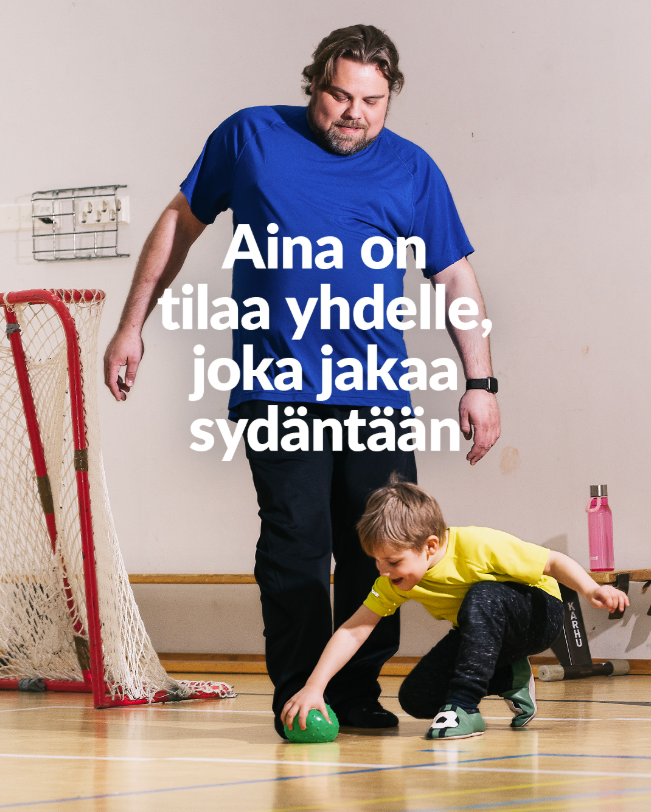 Aina on
tilaa yhdelle,
joka jakaa
sydäntään
KARHU